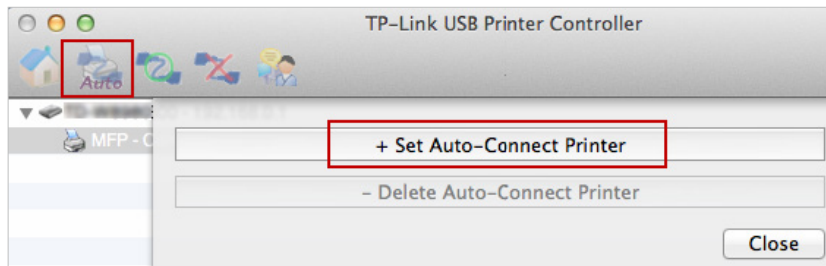 TP-Link USB Printer Controller
Auto
MFP - C
+ Set Auto-Connect Printer
- Delete Auto-Connect Printer
Close